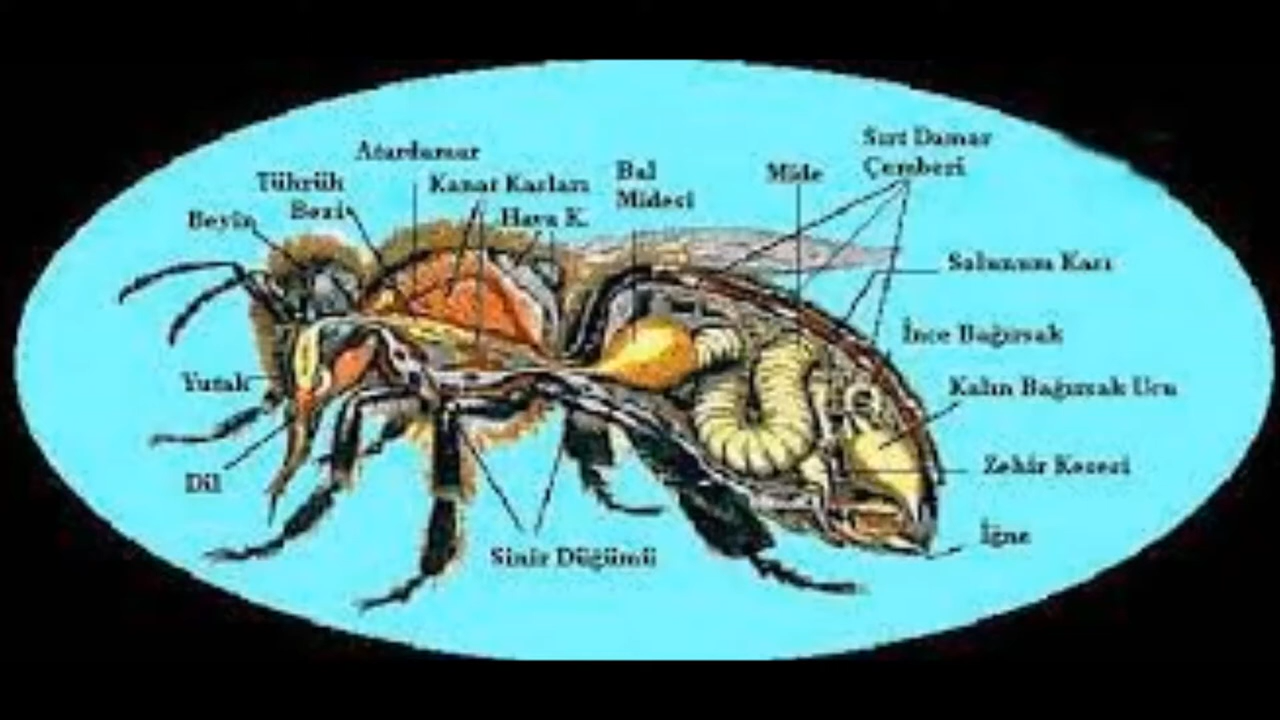 Atardamar
Sırt Damar
Çemberi
Tükrük
Bezi
Kanat Kasları
Bal
Midesi
Mide
Beyin
Hava K.
Solunum Kası
İnce Bağırsak
Yutak
Kalın Bağırsak Ucu
Dil
Zehir Kesesi
İğne
Sinir Düğümü